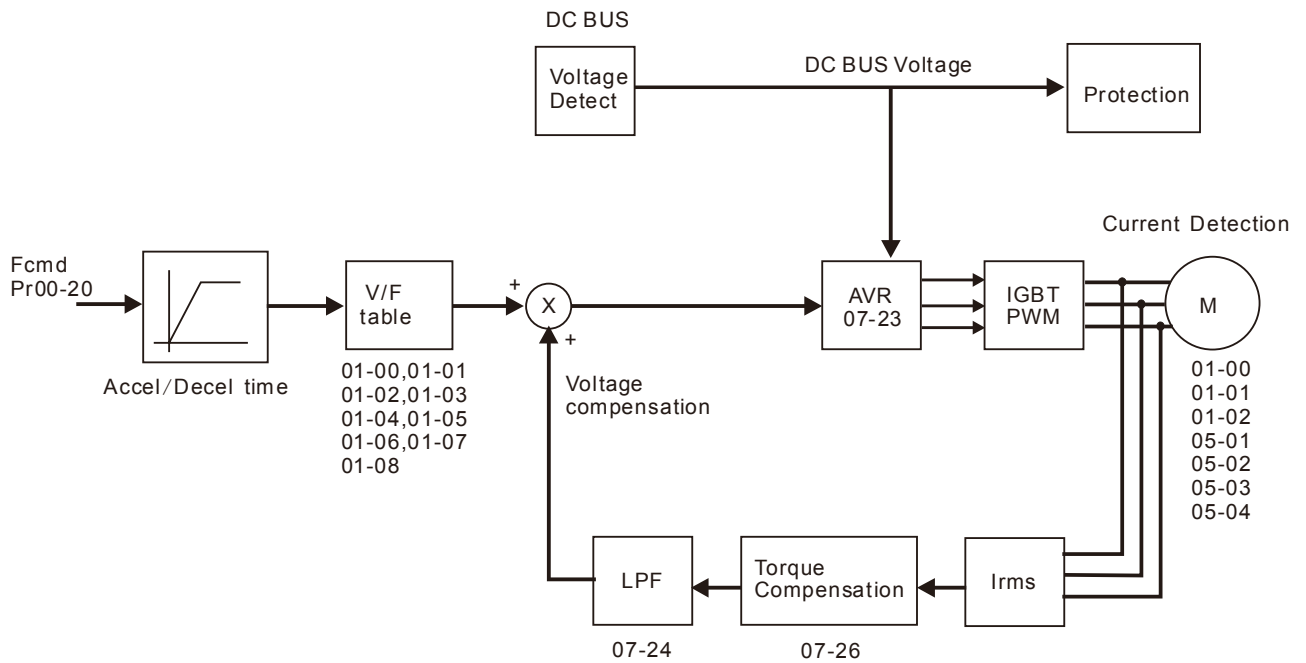 DC BUS
Voltage
Detect
DC BUS Voltage
Protection
Current Detection
Fcmd
Pr00-20
Accel/Decel time
V/F
table
01-00,01-01
01-02,01-03
01-04,01-05
01-06,01-07
01-08
+
X
+
Voltage
compensation
AVR
07-23
IGBT
PWM
M
01-00
01-01
01-02
05-01
05-02
05-03
05-04
LPF
07-24
Torque
Compensation
07-26
Irms